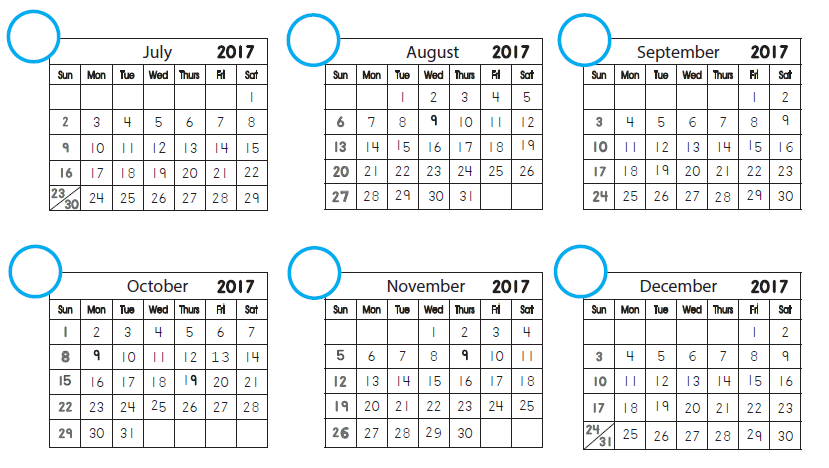 July 2017
Sun Mon Tue Wed Thurs Fri Sat
1
2 3 4 5 6 7 8
9 10 11 12 13 14 15
16 17 18 19 20 21 22
23/30 24 25 26 27 28 29
August 2017
Sun Mon Tue Wed Thurs Fri Sat
1 2 3 4 5
6 7 8 9 10 11 12
13 14 15 16 17 18 19
20 21 22 23 24 25 26
27 28 29 30 31
September 2017
Sun Mon Tue Wed Thurs Fri Sat
1 2
3 4 5 6 7 8 9
10 11 12 13 14 15 16
17 18 19 20 21 22 23
24 25 26 27 28 29 30
October 2017
Sun Mon Tue Wed Thurs Fri Sat
1 2 3 4 5 6 7
8 9 10 11 12 13 14
15 16 17 18 19 20 21
22 23 24 25 26 27 28
29 30 31
November 2017
Sun Mon Tue Wed Thurs Fri Sat
1 2 3 4
5 6 7 8 9 10 11
12 13 14 15 16 17 18
19 20 21 22 23 24 25
26 27 28 29 30
December 2017
Sun Mon Tue Wed Thurs Fri Sat
1 2
3 4 5 6 7 8 9
10 11 12 13 14 15 16
17 18 19 20 21 22 23
24/31 25 26 27 28 29 30